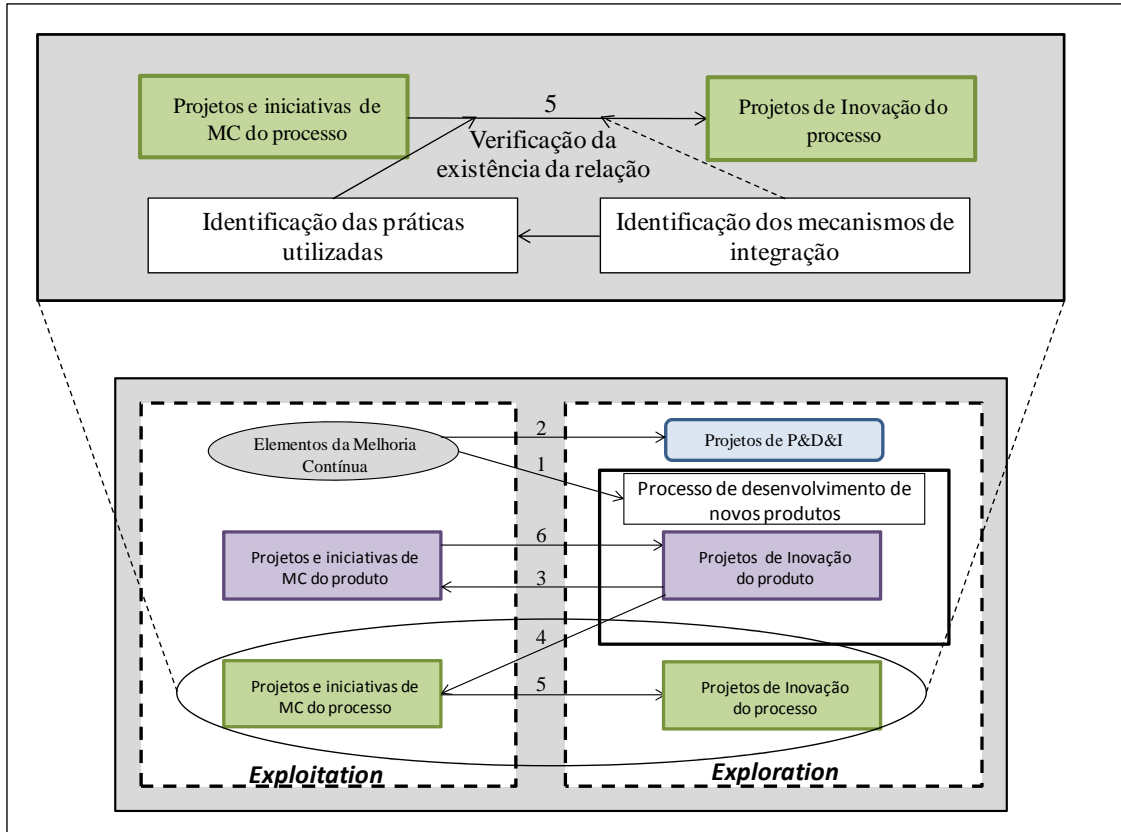 Projetos e iniciativas de
MC do processo
5
Projetos de Inovação do
processo
Verificação da
existência da relação
Identificação das práticas
utilizadas
Identificação dos mecanismos de
integração
Elementos da Melhoria
Contínua
2
Projetos de P&D&I
1
Processo de desenvolvimento de
novos produtos
Projetos e iniciativas de
MC do produto
6
3
Projetos de Inovação
do produto
4
Projetos e iniciativas de
MC do processo
5
Projetos de Inovação
do processo
Exploitation
Exploration